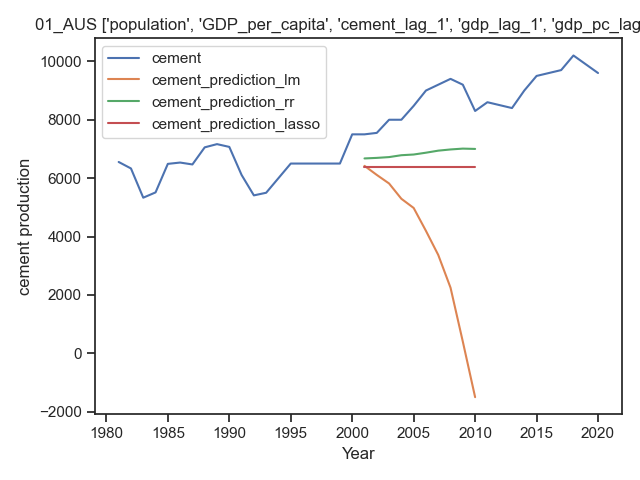 01_AUS ['population', 'GDP_per_capita', 'cement_lag_1', 'gdp_lag_1', 'gdp_pc_lag
cement
cement_prediction_lm
cement_prediction_rr
cement_prediction_lasso
cement production
10000
8000
6000
4000
2000
0
−2000
1980 1985 1990 1995 2000 2005 2010 2015 2020
Year